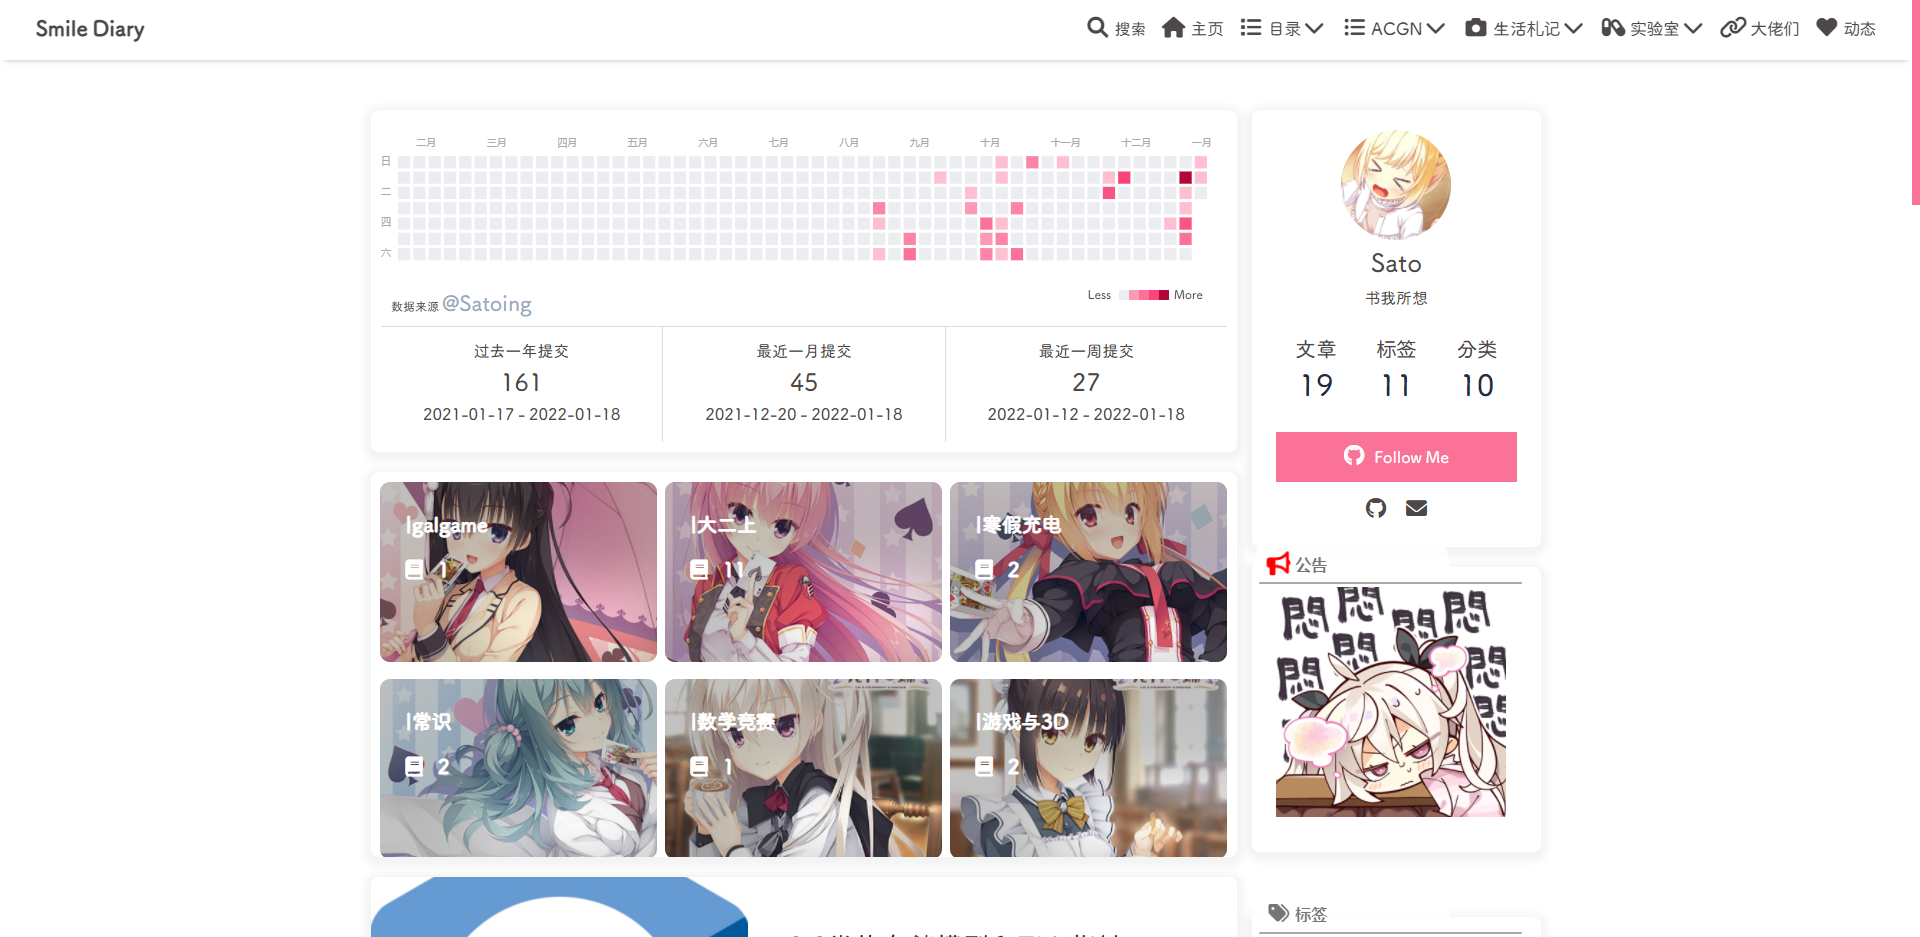 Smile Diary
搜索 主页 目录 ACGN 生活札记 实验室 大佬们 动态
二月 三月 四月 五月 六月 七月 八月 九月 十月 十一月 十二月 一月
日
二
四
六
数据来源 @Satoing
Less More
过去一年提交
161
2021-01-17 - 2022-01-18
最近一月提交
45
2021-12-20 - 2022-01-18
最近一周提交
27
2022-01-12 - 2022-01-18
|galgame
1
|大二上
11
|寒假充电
2
|常识
2
|数学竞赛
1
|游戏与3D
2
Sato
书我所想
文章 标签 分类
19 11 10
Follow Me
公告
悶 悶 悶 悶
悶 悶 悶
标签